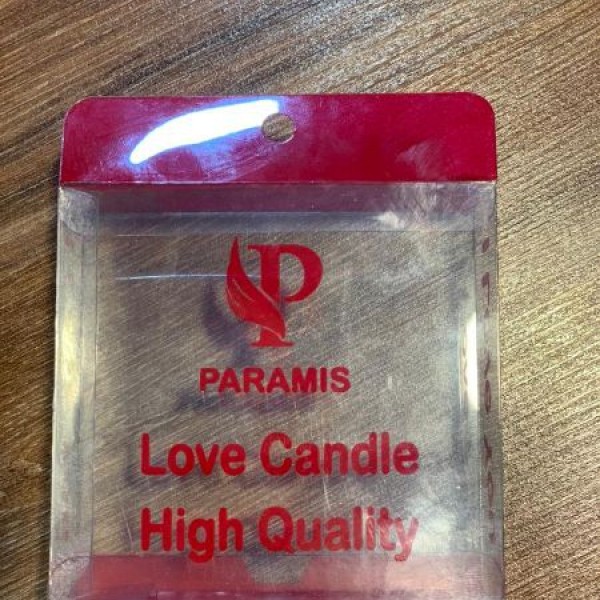 P
PARAMIS
Love Candle
High Quality